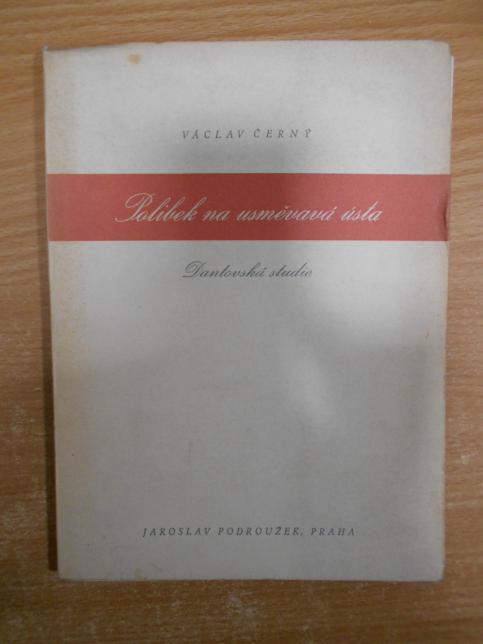 VÁCLAV ČERNÝ
Polibek na usměvavá ústa
Dantovská studie
JAROSLAV PODROUŽEK, PRAHA